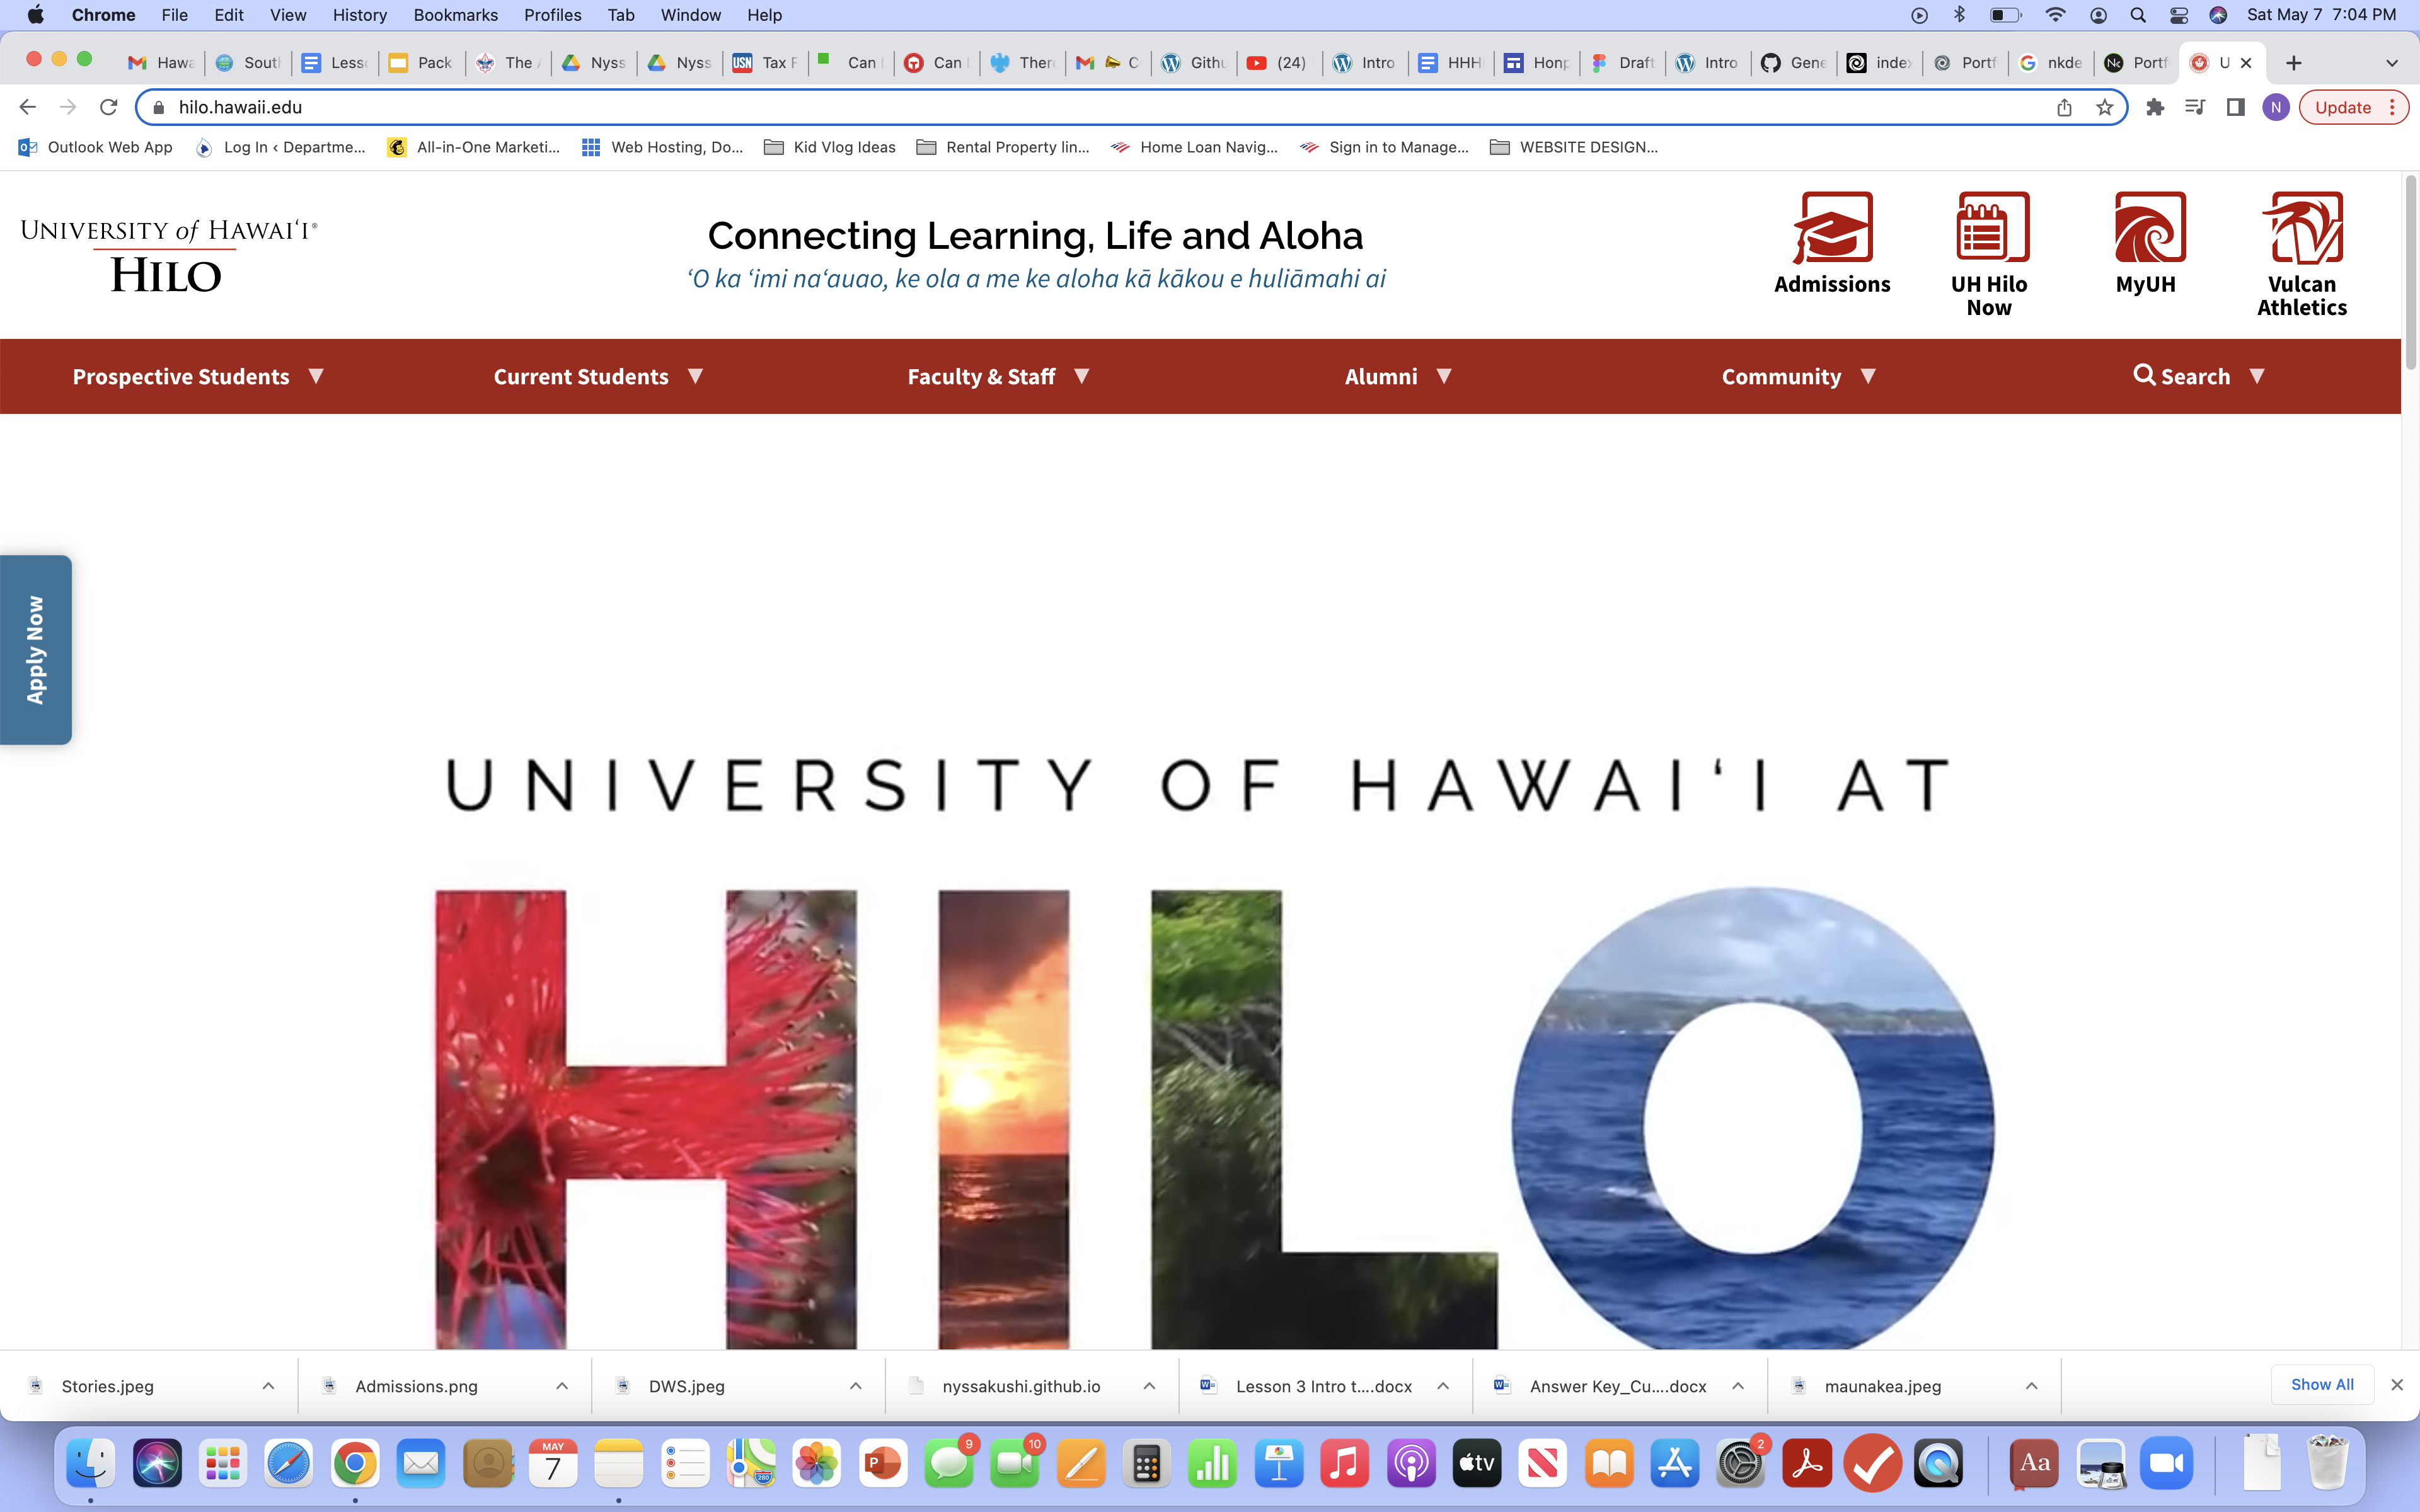 Chrome File Edit View History Bookmarks Profiles Tab Window Help Sat May 7 7:04 PM
Hawa South Lesso Pack The Nyss Nyss Tax F Can Can Ther C Githu (24) Intro HHH Honp Draft Intro Gene index Portf nkde Portf U
hilo.hawaii.edu N Update
Outlook Web App Log In ‹ Departme... All-in-One Marketi... Web Hosting, Do... Kid Vlog Ideas Rental Property lin... Home Loan Navig... Sign in to Manage... WEBSITE DESIGN...
UNIVERSITY of HAWAIʻI®
HILO
Connecting Learning, Life and Aloha
ʻO ka ʻimi naʻauao, ke ola a me ke aloha kā kākou e huliāmahi ai
Admissions
UH Hilo
Now
MyUH
Vulcan
Athletics
Prospective Students ▼ Current Students ▼ Faculty & Staff ▼ Alumni ▼ Community ▼ Search ▼
Apply Now
UNIVERSITY OF HAWAIʻI AT
HILO
Stories.jpeg Admissions.png DWS.jpeg nyssakushi.github.io Lesson 3 Intro t....docx Answer Key_Cu....docx maunakea.jpeg Show All
MAY
7
280
P
9
10
tv
2
Aa